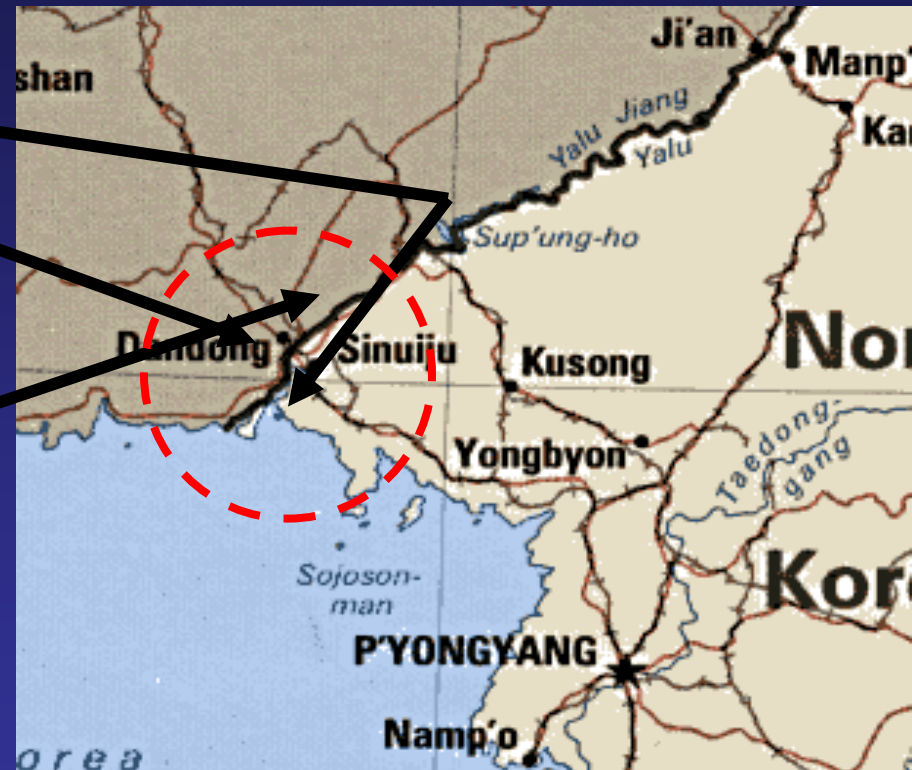 Ji'an
Manp'
shan
Yalu Jiang
Yalu
Ka
Sup'ung-ho
Dandong
Sinuiju
Nor
Kusong
Taedong-
gang
Yongbyon
Sojoson-
man
Kor
P'YONGYANG
Namp'o
orea